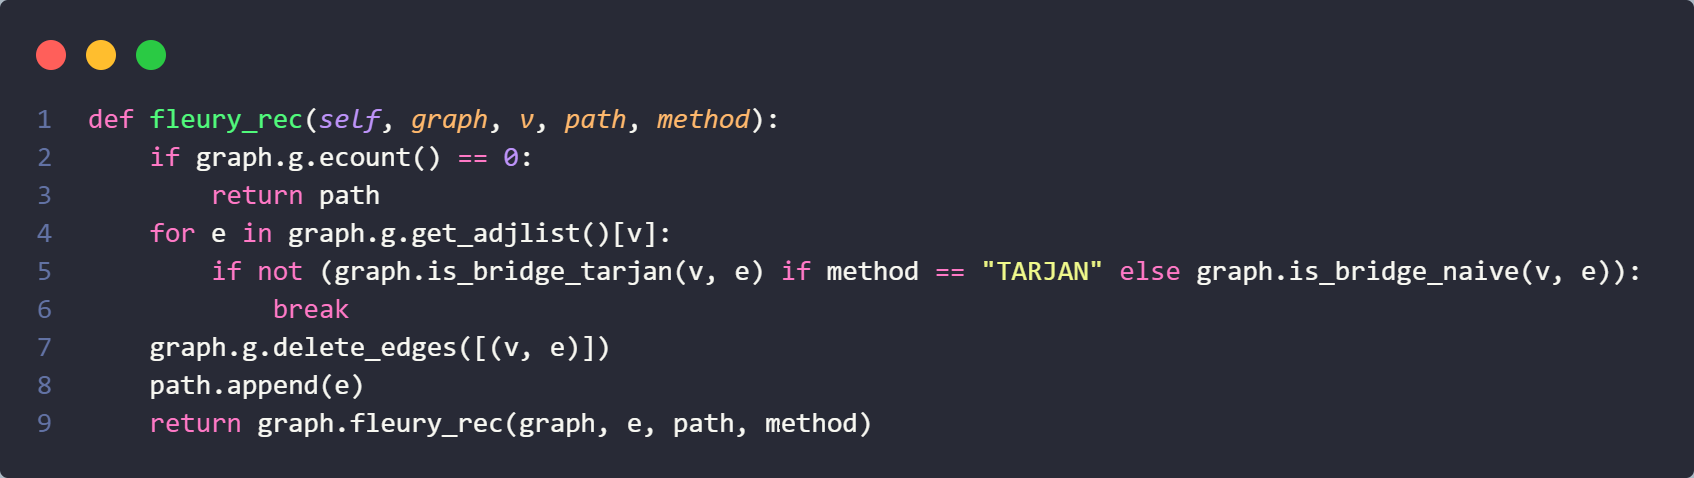 1 def fleury_rec(self, graph, v, path, method):
2     if graph.g.ecount() == 0:
3         return path
4     for e in graph.g.get_adjlist()[v]:
5         if not (graph.is_bridge_tarjan(v, e) if method == "TARJAN" else graph.is_bridge_naive(v, e)):
6             break
7     graph.g.delete_edges([(v, e)])
8     path.append(e)
9     return graph.fleury_rec(graph, e, path, method)